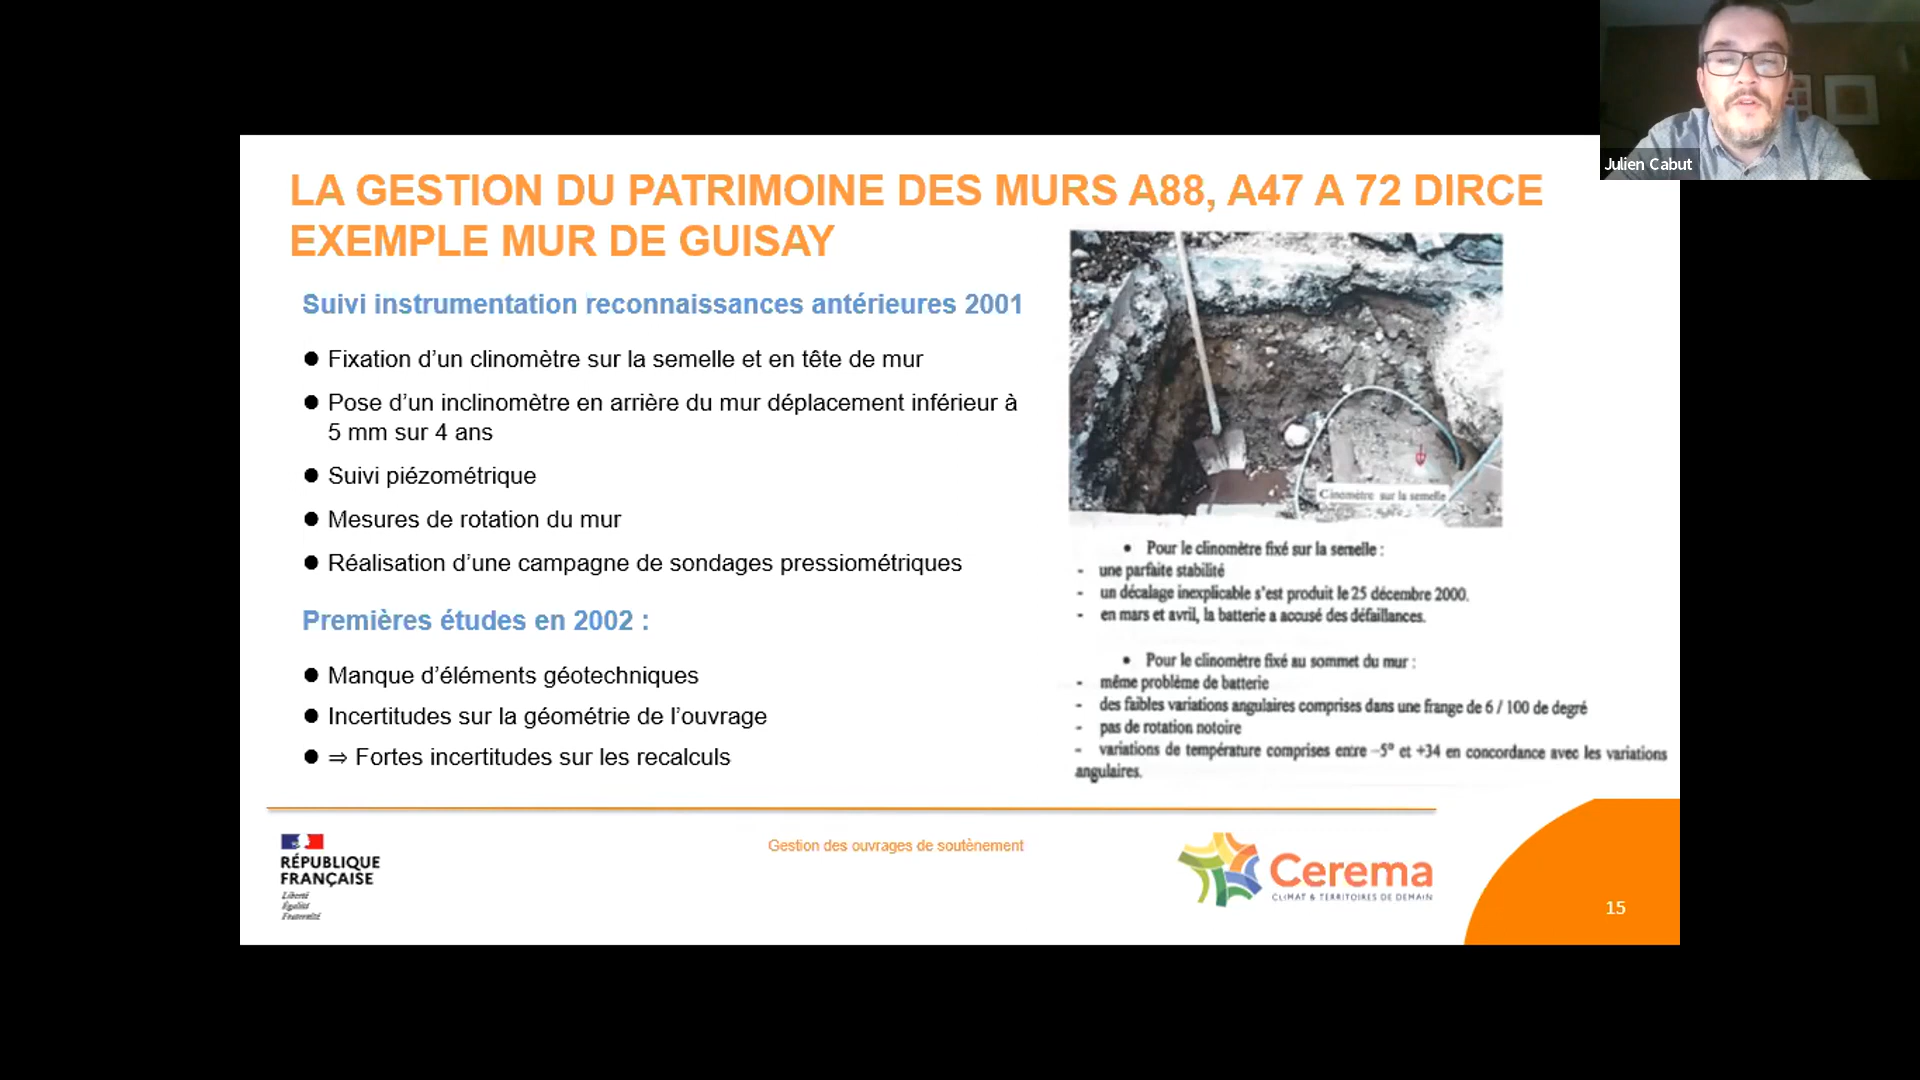 Julien Cabut
LA GESTION DU PATRIMOINE DES MURS A88, A47 A 72 DIRCE
EXEMPLE MUR DE GUISAY
Suivi instrumentation reconnaissances antérieures 2001
● Fixation d’un clinomètre sur la semelle et en tête de mur
● Pose d’un inclinomètre en arrière du mur déplacement inférieur à
5 mm sur 4 ans
● Suivi piézométrique
● Mesures de rotation du mur
● Réalisation d’une campagne de sondages pressiométriques
Premières études en 2002 :
● Manque d’éléments géotechniques
● Incertitudes sur la géométrie de l’ouvrage
● ⇒ Fortes incertitudes sur les recalculs
Clinomètre sur la semelle
• Pour le clinomètre fixé sur la semelle :
- une parfaite stabilité
- un décalage inexplicable s’est produit le 25 décembre 2000.
- en mars et avril, la batterie a accusé des défaillances.
• Pour le clinomètre fixé au sommet du mur :
- même problème de batterie
- des faibles variations angulaires comprises dans une frange de 6 / 100 de degré
- pas de rotation notoire
- variations de température comprises entre –5° et +34 en concordance avec les variations
angulaires.
RÉPUBLIQUE
FRANÇAISE
Liberté
Égalité
Fraternité
Gestion des ouvrages de soutènement
Cerema
CLIMAT & TERRITOIRES DE DEMAIN
15